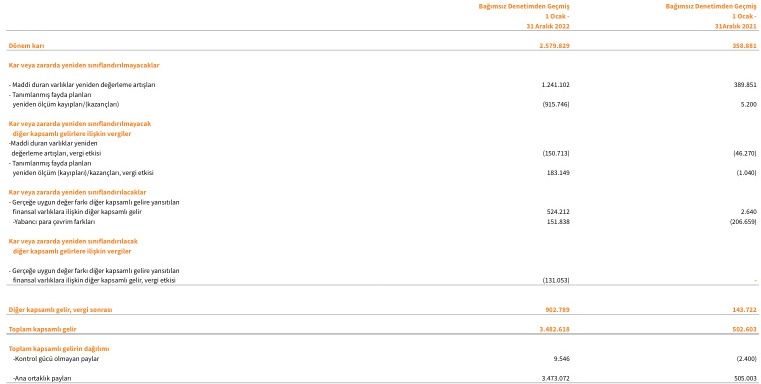 Bağımsız Denetimden Geçmiş Bağımsız Denetimden Geçmiş
1 Ocak - 1 Ocak -
31 Aralık 2022 31Aralık 2021
Dönem karı 2.579.829 358.881
Kar veya zararda yeniden sınıflandırılmayacaklar
- Maddi duran varlıklar yeniden değerleme artışları 1.241.102 389.851
- Tanımlanmış fayda planları
yeniden ölçüm kayıpları/(kazançları) (915.746) 5.200
Kar veya zararda yeniden sınıflandırılmayacak
diğer kapsamlı gelirlere ilişkin vergiler
-Maddi duran varlıklar yeniden
değerleme artışları, vergi etkisi (150.713) (46.270)
- Tanımlanmış fayda planları
yeniden ölçüm (kayıpları)/kazançları, vergi etkisi 183.149 (1.040)
Kar veya zararda yeniden sınıflandırılacaklar
- Gerçeğe uygun değer farkı diğer kapsamlı gelire yansıtılan
finansal varlıklara ilişkin diğer kapsamlı gelir 524.212 2.640
-Yabancı para çevrim farkları 151.838 (206.659)
Kar veya zararda yeniden sınıflandırılacak
diğer kapsamlı gelirlere ilişkin vergiler
- Gerçeğe uygun değer farkı diğer kapsamlı gelire yansıtılan
finansal varlıklara ilişkin diğer kapsamlı gelir, vergi etkisi (131.053) -
Diğer kapsamlı gelir, vergi sonrası 902.789 143.722
Toplam kapsamlı gelir 3.482.618 502.603
Toplam kapsamlı gelirin dağılımı
-Kontrol gücü olmayan paylar 9.546 (2.400)
-Ana ortaklık payları 3.473.072 505.003